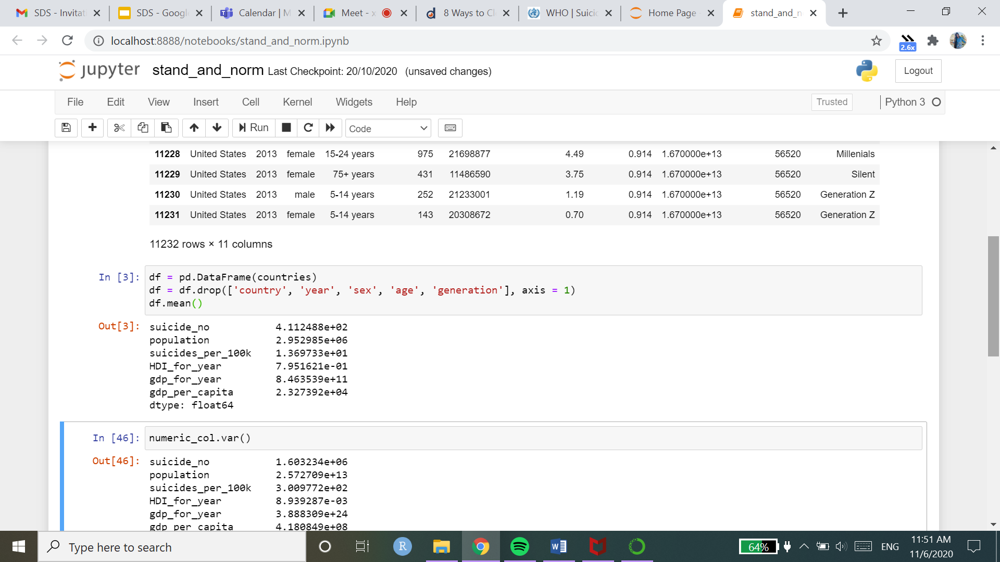 SDS - Invitat
SDS - Googl
Calendar | M
Meet - x
8 Ways to Cl
WHO | Suici
Home Page
stand_and_n
localhost:8888/notebooks/stand_and_norm.ipynb
2.6x
jupyter stand_and_norm Last Checkpoint: 20/10/2020 (unsaved changes)
Logout
File Edit View Insert Cell Kernel Widgets Help
Trusted
Python 3
Run
Code
11228 United States 2013 female 15-24 years 975 21698877 4.49 0.914 1.670000e+13 56520 Millenials
11229 United States 2013 female 75+ years 431 11486590 3.75 0.914 1.670000e+13 56520 Silent
11230 United States 2013 male 5-14 years 252 21233001 1.19 0.914 1.670000e+13 56520 Generation Z
11231 United States 2013 female 5-14 years 143 20308672 0.70 0.914 1.670000e+13 56520 Generation Z
11232 rows × 11 columns
In [3]: df = pd.DataFrame(countries)
df = df.drop(['country', 'year', 'sex', 'age', 'generation'], axis = 1)
df.mean()
Out[3]: suicide_no 4.112488e+02
population 2.952985e+06
suicides_per_100k 1.369733e+01
HDI_for_year 7.951621e-01
gdp_for_year 8.463539e+11
gdp_per_capita 2.327392e+04
dtype: float64
In [46]: numeric_col.var()
Out[46]: suicide_no 1.603234e+06
population 2.572709e+13
suicides_per_100k 3.009772e+02
HDI_for_year 8.939287e-03
gdp_for_year 3.888309e+24
gdp_per_capita 4.180849e+08
Type here to search
R
W
64%
ENG
11:51 AM
11/6/2020